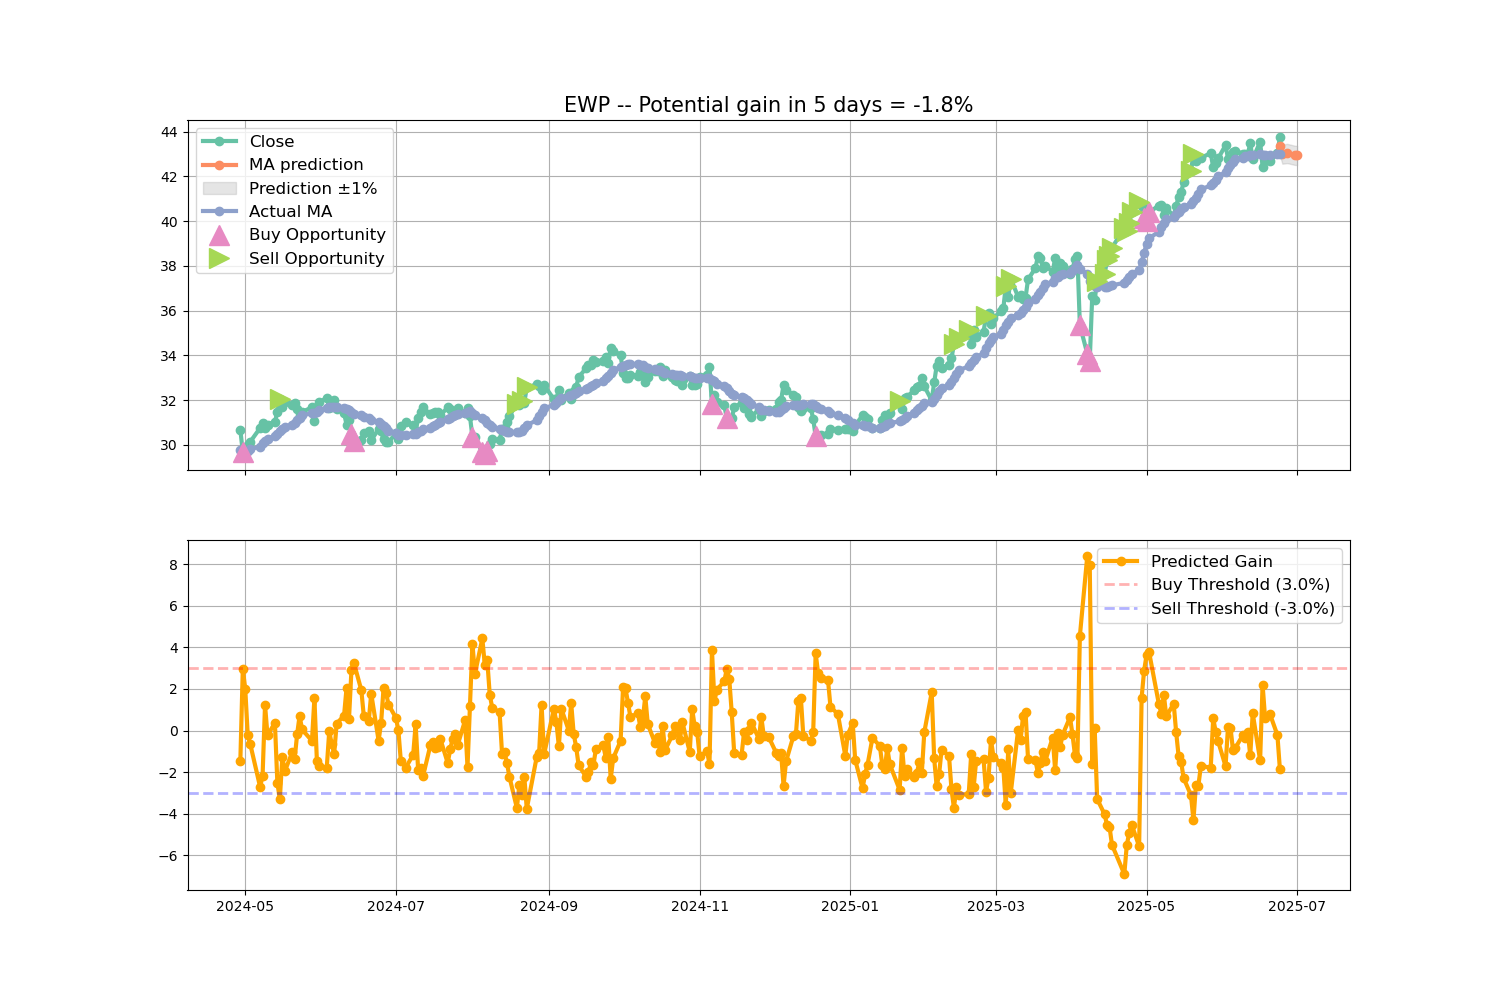 EWP -- Potential gain in 5 days = -1.8%
44
42
40
38
36
34
32
30
Close
MA prediction
Prediction ±1%
Actual MA
Buy Opportunity
Sell Opportunity
8
6
4
2
0
−2
−4
−6
Predicted Gain
Buy Threshold (3.0%)
Sell Threshold (-3.0%)
2024-05 2024-07 2024-09 2024-11 2025-01 2025-03 2025-05 2025-07